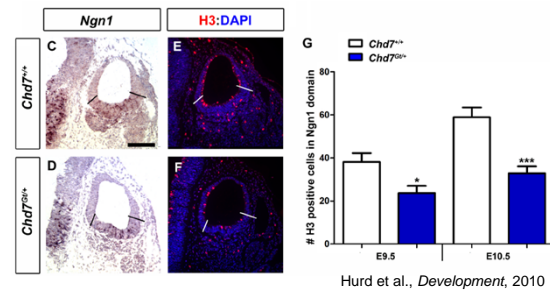 Ngn1
H3:DAPI
C
E
Chd7+/+
D
F
Chd7Gt/+
G
Chd7+/+
Chd7Gt/+
# H3 positive cells in Ngn1 domain
80
60
40
20
0
*
***
E9.5
E10.5
Hurd et al., Development, 2010